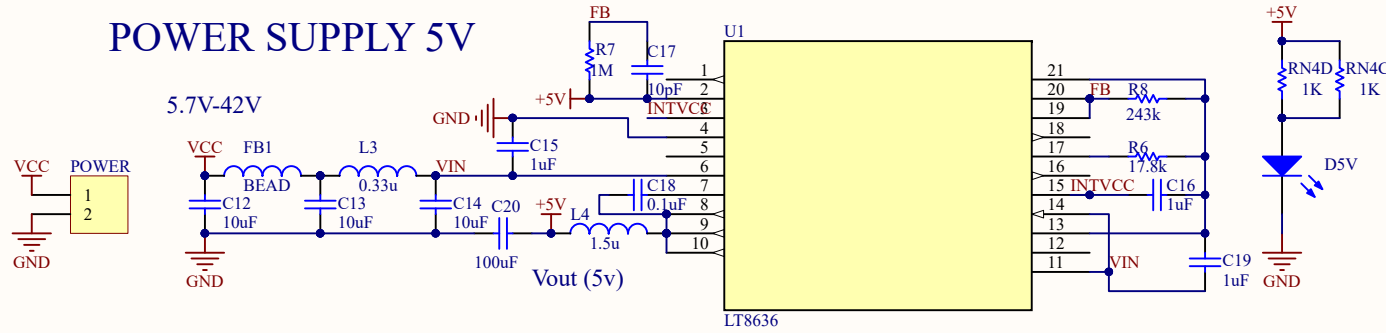 POWER SUPPLY 5V
5.7V-42V
VCC
POWER
1
2
GND
VCC
FB1
BEAD
L3
0.33u
VIN
C12
10uF
C13
10uF
C14
10uF
GND
C20
100uF
+5V
L4
1.5u
Vout (5v)
FB
R7
1M
C17
10pF
+5V
INTVCC
GND
C15
1uF
C18
0.1uF
U1
1
2
3
4
5
6
7
8
9
10
21
20
19
18
17
16
15
14
13
12
11
LT8636
FB
R8
243k
R6
17.8k
INTVCC
C16
1uF
VIN
C19
1uF
+5V
RN4D
1K
RN4C
1K
D5V
GND